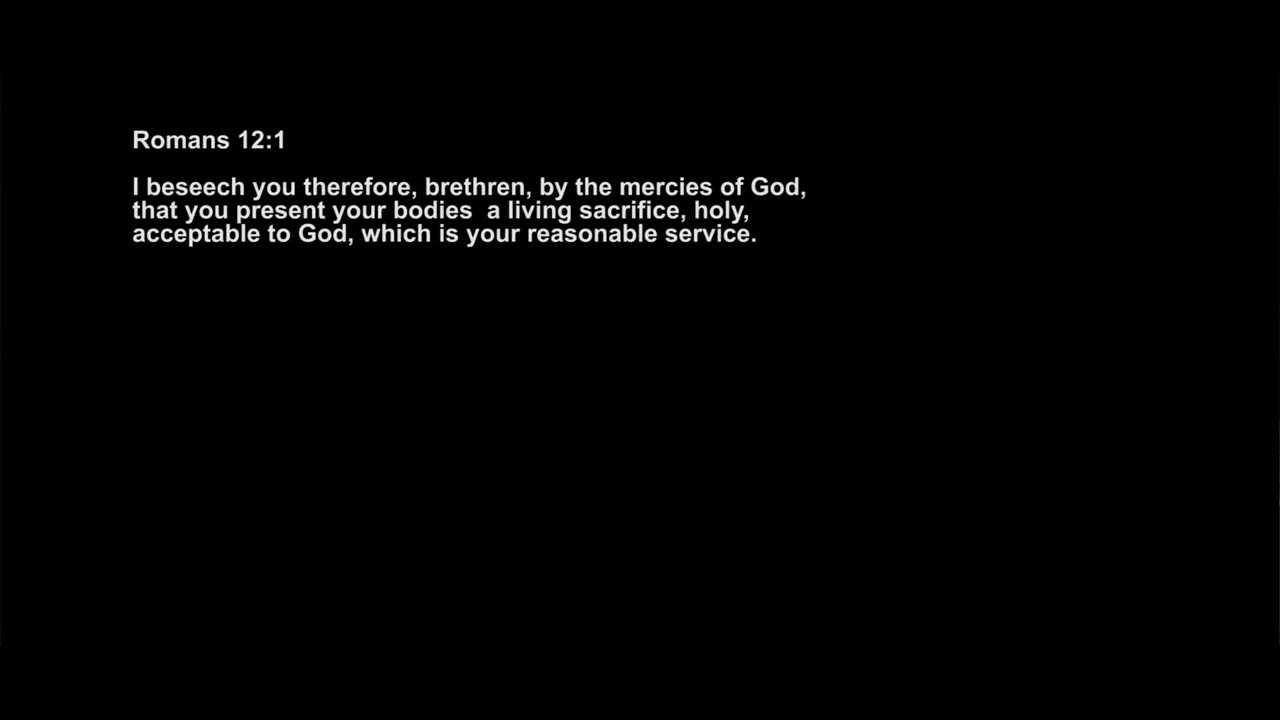 Romans 12:1
I beseech you therefore, brethren, by the mercies of God,
that you present your bodies  a living sacrifice, holy,
acceptable to God, which is your reasonable service.